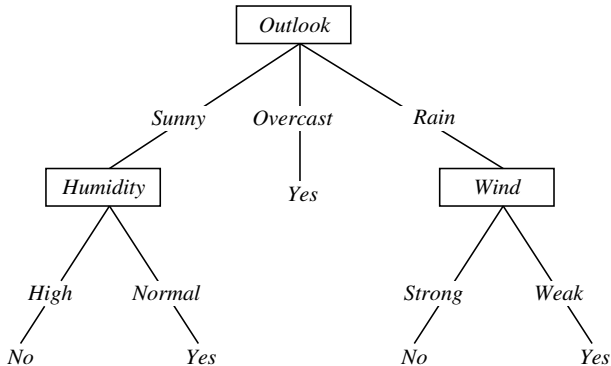 Outlook
Sunny Overcast Rain
Humidity Yes Wind
High Normal Strong Weak
No Yes No Yes